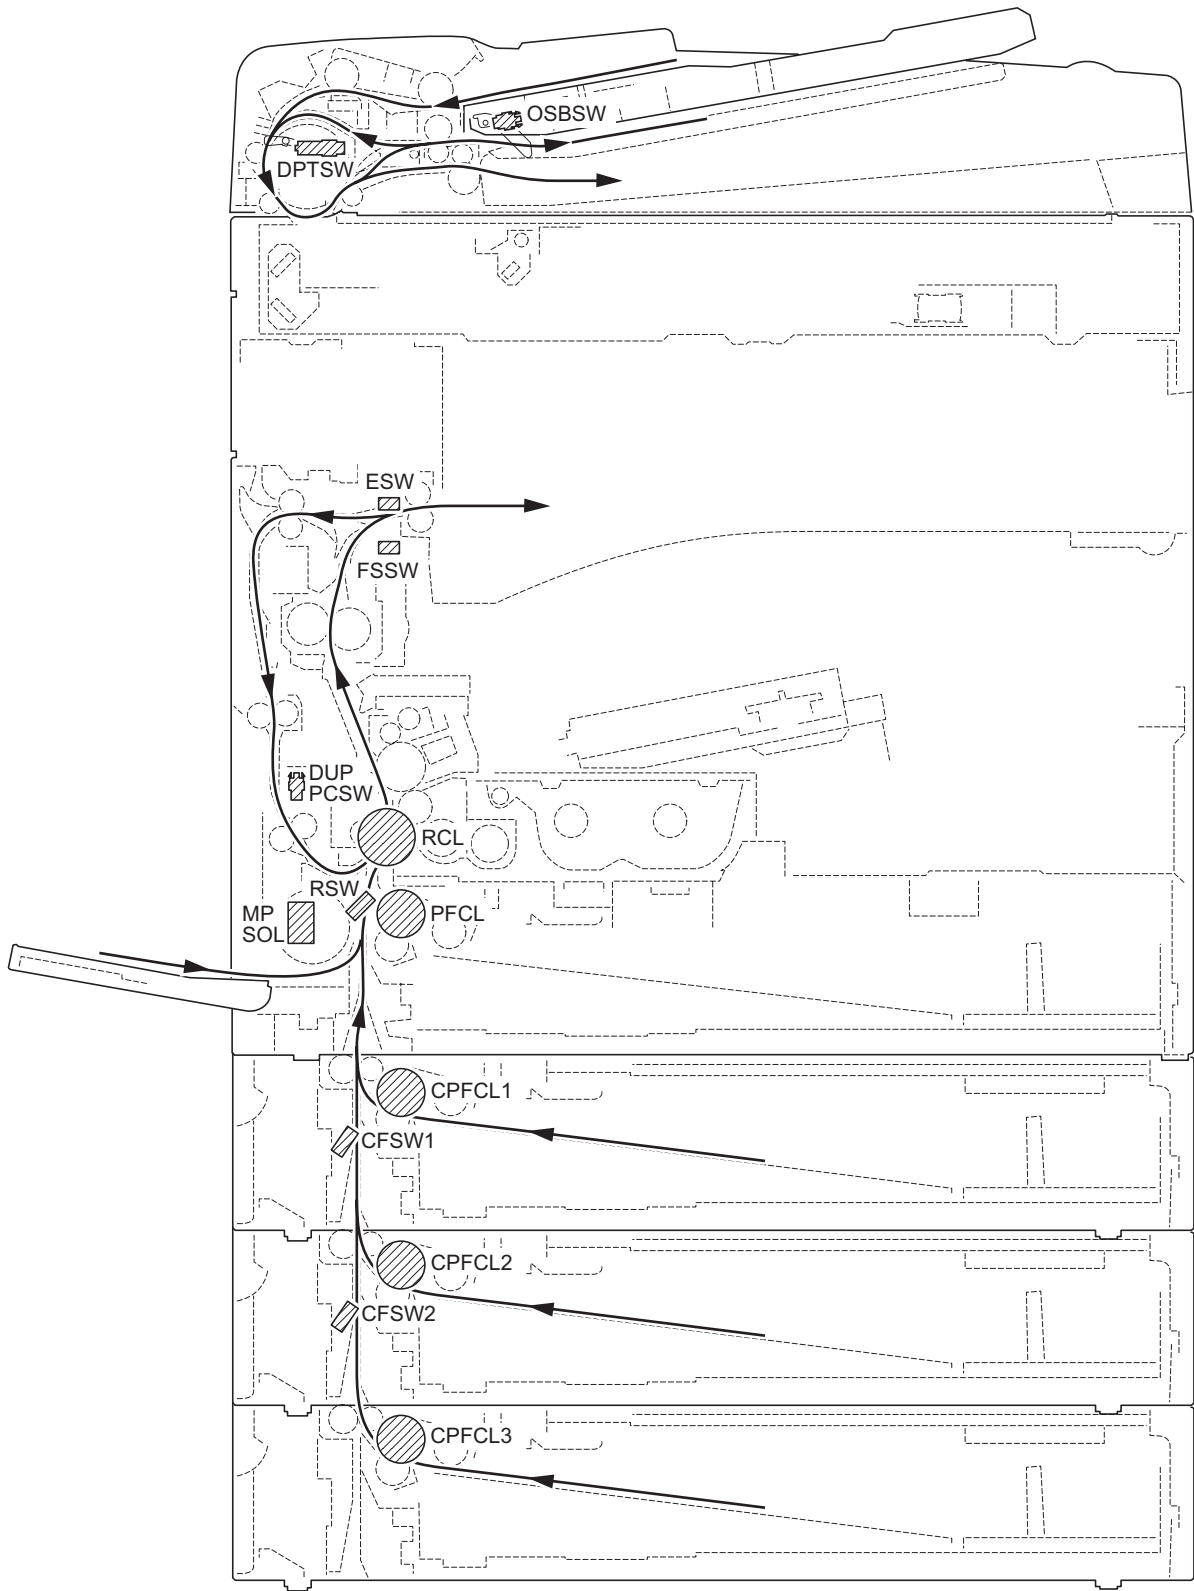 OSBSW
DPTSW
ESW
FSSW
DUP
PCSW
RCL
RSW
MP
SOL
PFCL
CPFCL1
CFSW1
CPFCL2
CFSW2
CPFCL3